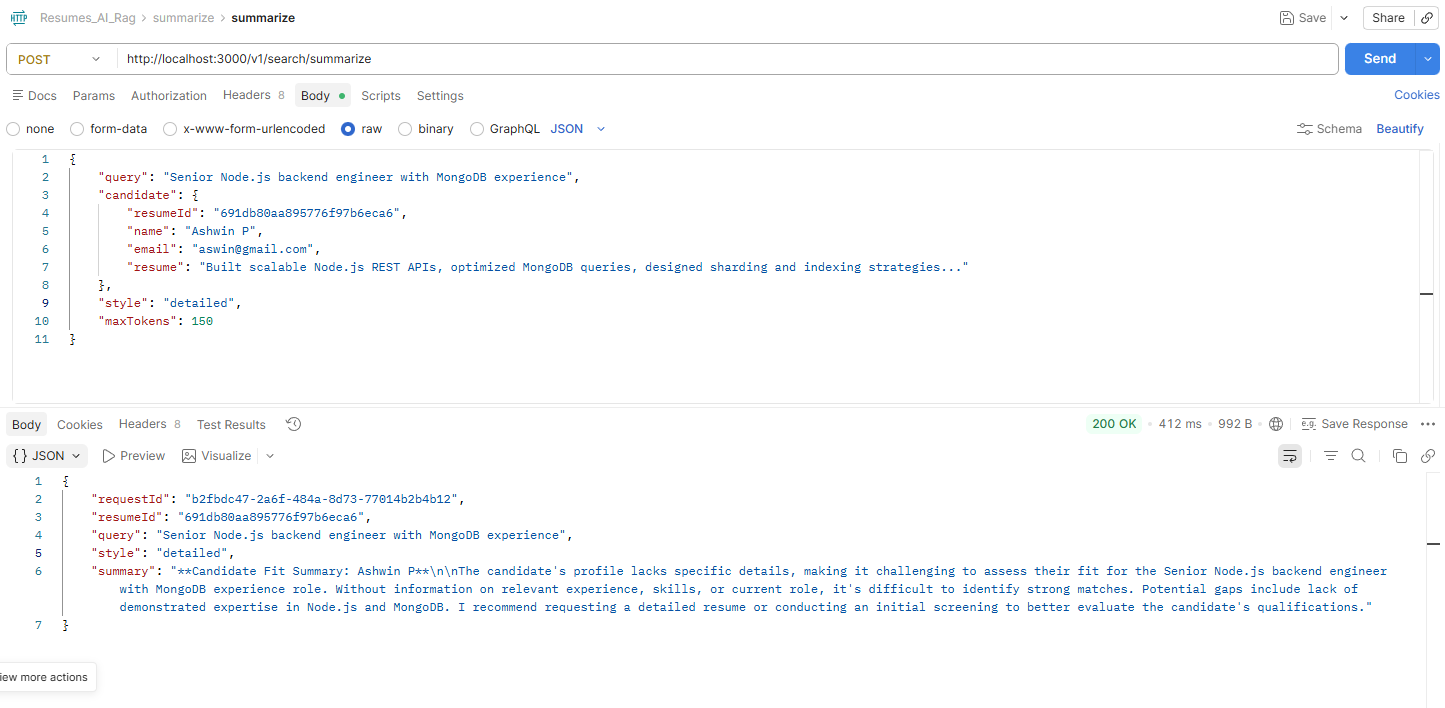 HTTP Resumes_AI_Rag > summarize > summarize Save Share
POST http://localhost:3000/v1/search/summarize Send
Docs Params Authorization Headers 8 Body Scripts Settings Cookies
none form-data x-www-form-urlencoded raw binary GraphQL JSON Schema Beautify
1 {
2 "query": "Senior Node.js backend engineer with MongoDB experience",
3 "candidate": {
4 "resumeId": "691db80aa895776f97b6eca6",
5 "name": "Ashwin P",
6 "email": "aswin@gmail.com",
7 "resume": "Built scalable Node.js REST APIs, optimized MongoDB queries, designed sharding and indexing strategies..."
8 },
9 "style": "detailed",
10 "maxTokens": 150
11 }
Body Cookies Headers 8 Test Results 200 OK • 412 ms • 992 B e.g. Save Response
{} JSON Preview Visualize
1 {
2 "requestId": "b2fbdc47-2a6f-484a-8d73-77014b2b4b12",
3 "resumeId": "691db80aa895776f97b6eca6",
4 "query": "Senior Node.js backend engineer with MongoDB experience",
5 "style": "detailed",
6 "summary": "**Candidate Fit Summary: Ashwin P**\n\nThe candidate's profile lacks specific details, making it challenging to assess their fit for the Senior Node.js backend engineer
with MongoDB experience role. Without information on relevant experience, skills, or current role, it's difficult to identify strong matches. Potential gaps include lack of
demonstrated expertise in Node.js and MongoDB. I recommend requesting a detailed resume or conducting an initial screening to better evaluate the candidate's qualifications."
7 }
iew more actions